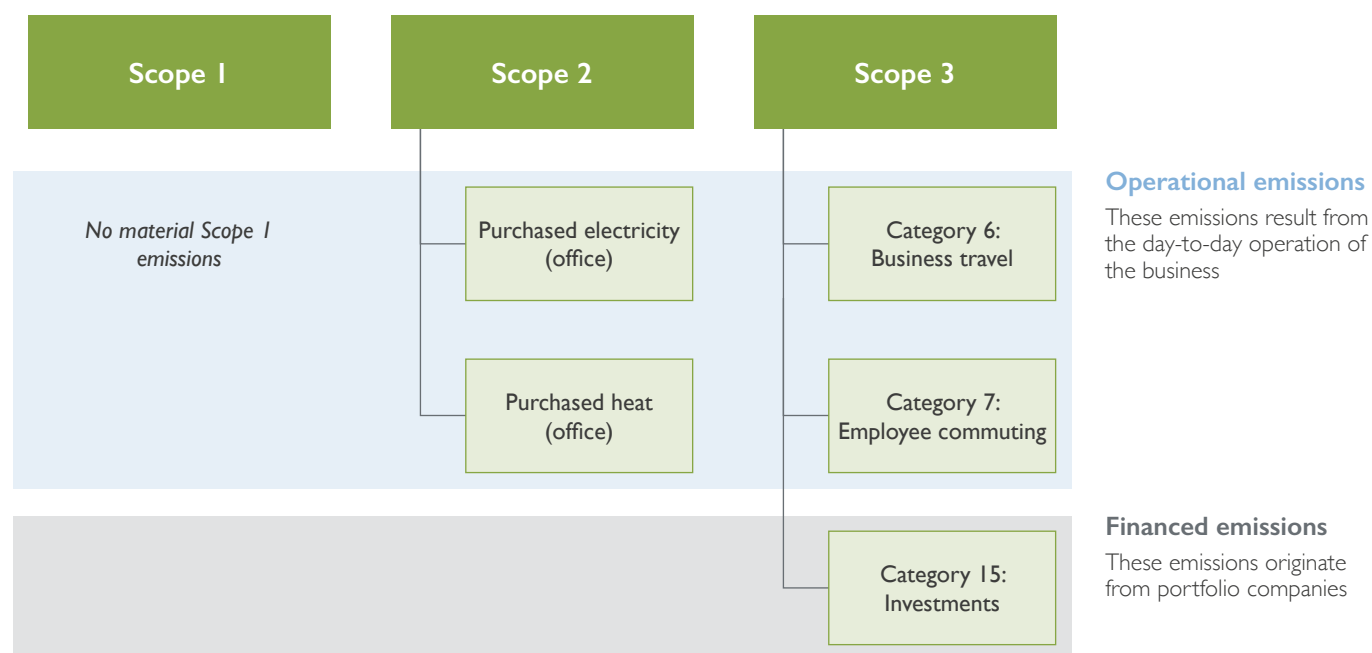 Scope 1
Scope 2
Scope 3
No material Scope 1
emissions
Purchased electricity
(office)
Category 6:
Business travel
Operational emissions
These emissions result from
the day-to-day operation of
the business
Purchased heat
(office)
Category 7:
Employee commuting
Category 15:
Investments
Financed emissions
These emissions originate
from portfolio companies